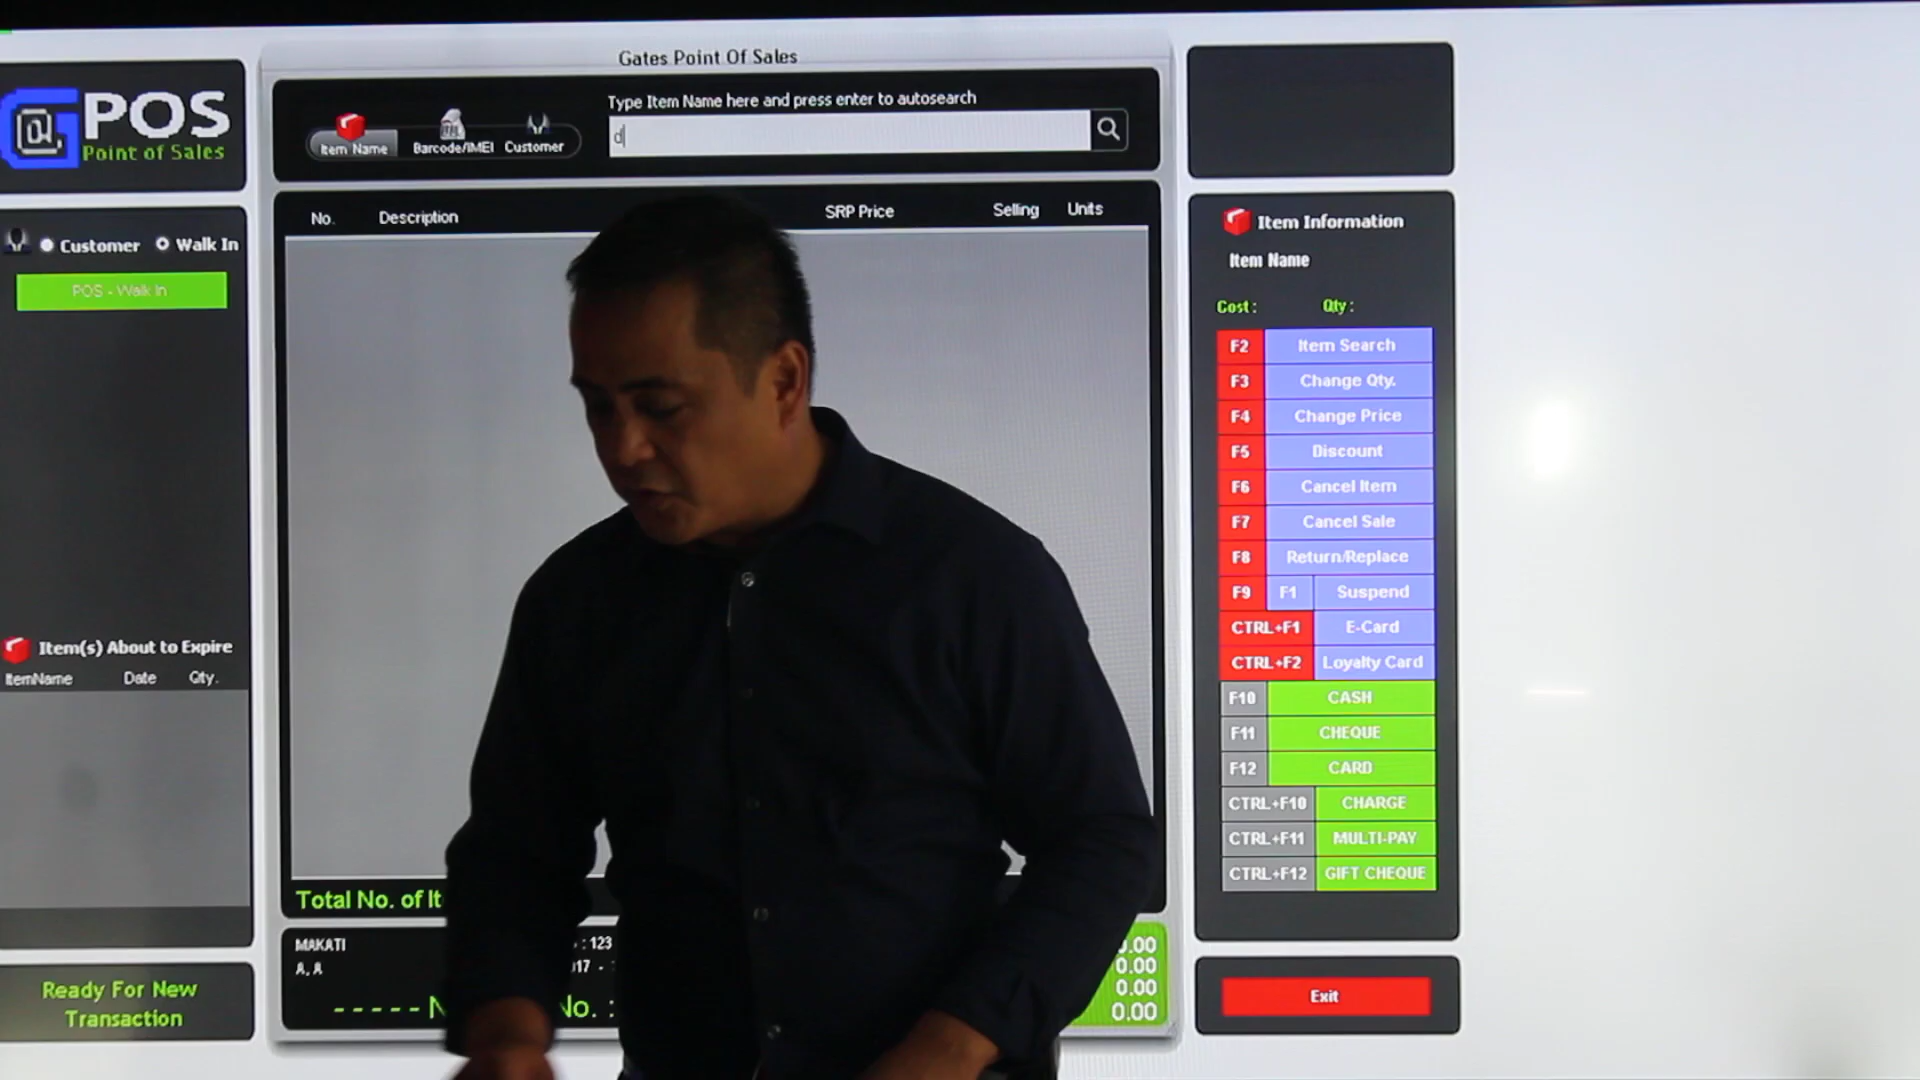 Gates Point Of Sales
@ POS
Point of Sales
Type Item Name here and press enter to autosearch
d
Item Name Barcode/IMEI Customer
No. Description SRP Price Selling Units
Customer Walk In
POS - Walk In
Item(s) About to Expire
ItemName Date Qty.
Ready For New
Transaction
Total No. of It
MAKATI : 123
A, A 017 -
- - - - - N No. :
0.00
0.00
0.00
0.00
Item Information
Item Name
Cost : Qty :
F2 Item Search
F3 Change Qty.
F4 Change Price
F5 Discount
F6 Cancel Item
F7 Cancel Sale
F8 Return/Replace
F9 F1 Suspend
CTRL+F1 E-Card
CTRL+F2 Loyalty Card
F10 CASH
F11 CHEQUE
F12 CARD
CTRL+F10 CHARGE
CTRL+F11 MULTI-PAY
CTRL+F12 GIFT CHEQUE
Exit